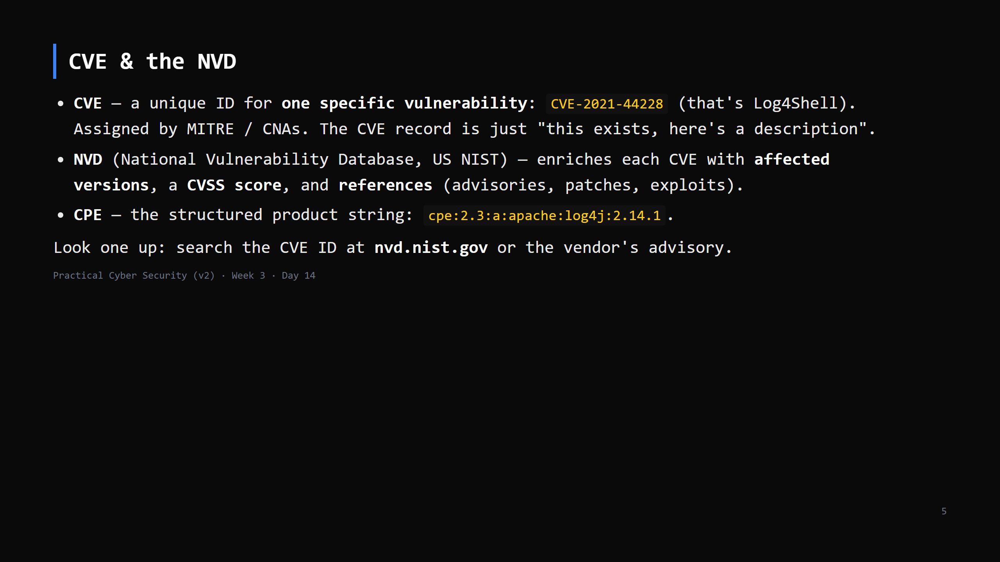 CVE & the NVD
• CVE — a unique ID for one specific vulnerability: CVE-2021-44228 (that's Log4Shell).
Assigned by MITRE / CNAs. The CVE record is just "this exists, here's a description".
• NVD (National Vulnerability Database, US NIST) — enriches each CVE with affected
versions, a CVSS score, and references (advisories, patches, exploits).
• CPE — the structured product string: cpe:2.3:a:apache:log4j:2.14.1.
Look one up: search the CVE ID at nvd.nist.gov or the vendor's advisory.
Practical Cyber Security (v2) · Week 3 · Day 14
5